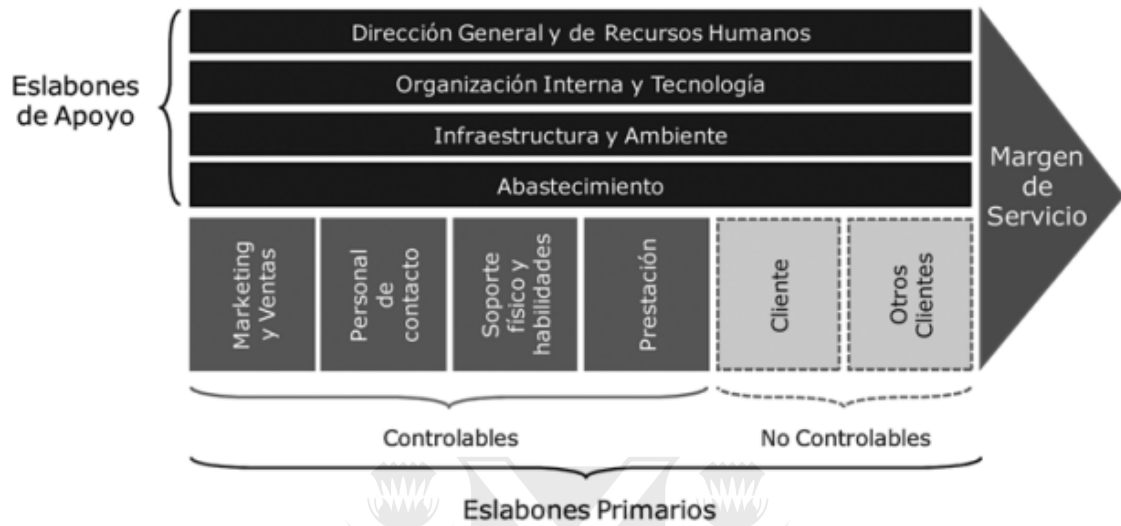 Eslabones
de Apoyo
Dirección General y de Recursos Humanos
Organización Interna y Tecnología
Infraestructura y Ambiente
Abastecimiento
Marketing
y Ventas
Personal
de
contacto
Soporte
físico y
habilidades
Prestación
Cliente
Otros
Clientes
Margen
de
Servicio
Controlables
No Controlables
Eslabones Primarios